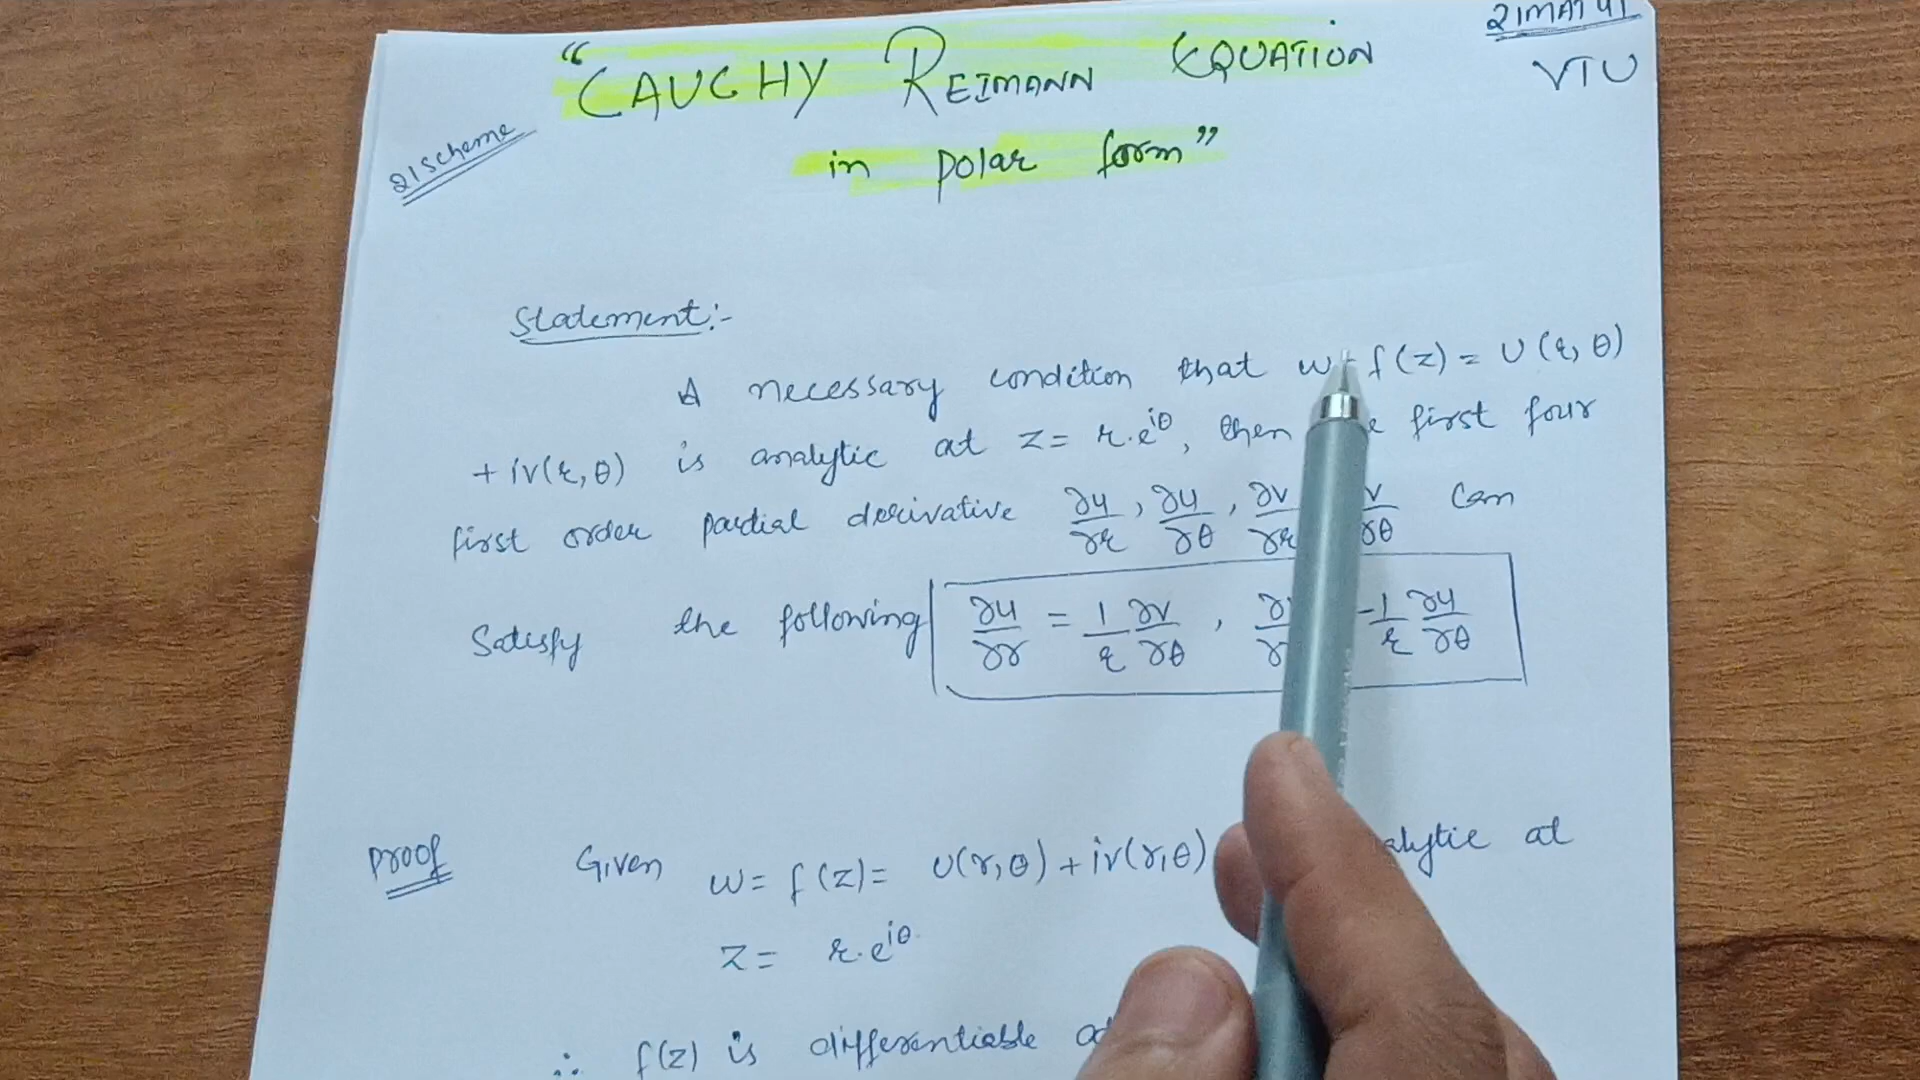 21MAT41
"CAUCHY REIMANN EQUATION
VTU
21Scheme
in polar form"
Statement:-
A necessary condition that w = f(z) = U(r, θ)
+ iv(r, θ) is analytic at z = r.e^{iθ}, then first four
first order partial derivative ∂u/∂r, ∂u/∂θ, ∂v/∂r ∂v/∂θ can
Satisfy the following ∂u/∂r = 1/r ∂v/∂θ, -1/r ∂u/∂θ
Proof Given w = f(z) = U(r,θ) + iv(r,θ) at
z = r.e^{iθ}.
∴ f(z) is differentiable